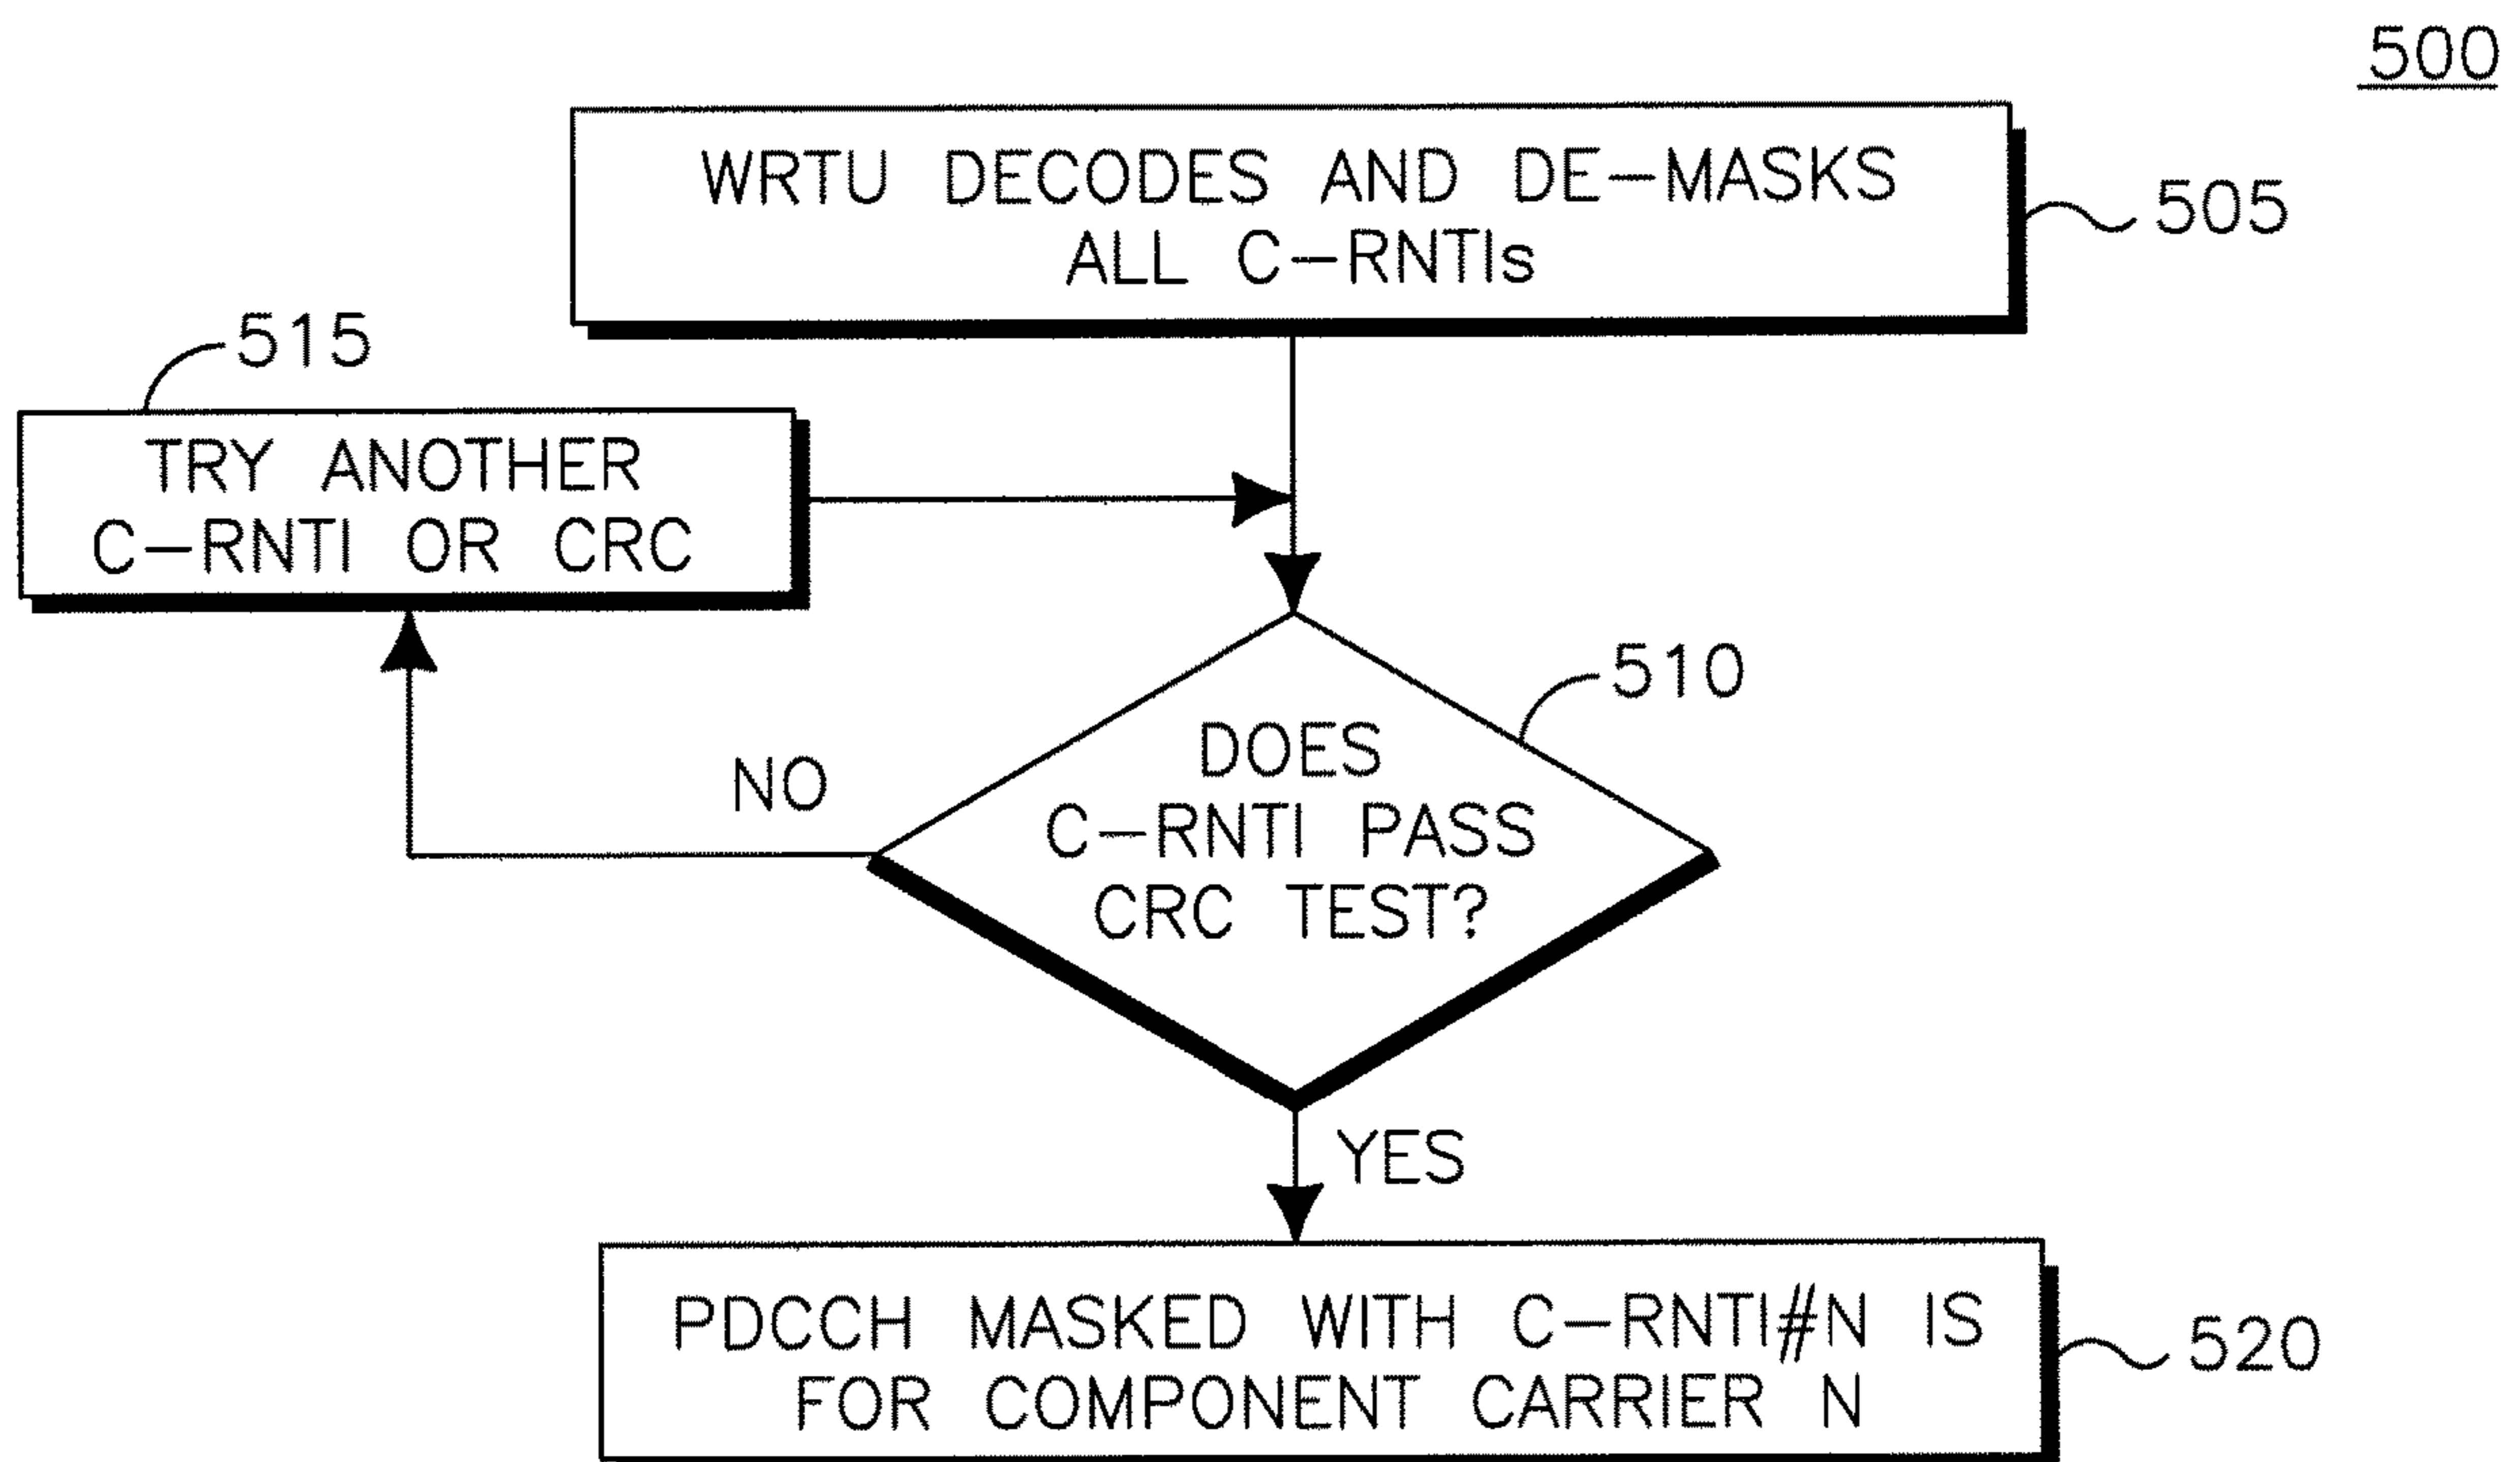 500
WRTU DECODES AND DE-MASKS
ALL C-RNTIs
505
515
TRY ANOTHER
C-RNTI OR CRC
510
DOES
C-RNTI PASS
CRC TEST?
NO
YES
PDCCH MASKED WITH C-RNTI#N IS
FOR COMPONENT CARRIER N
520